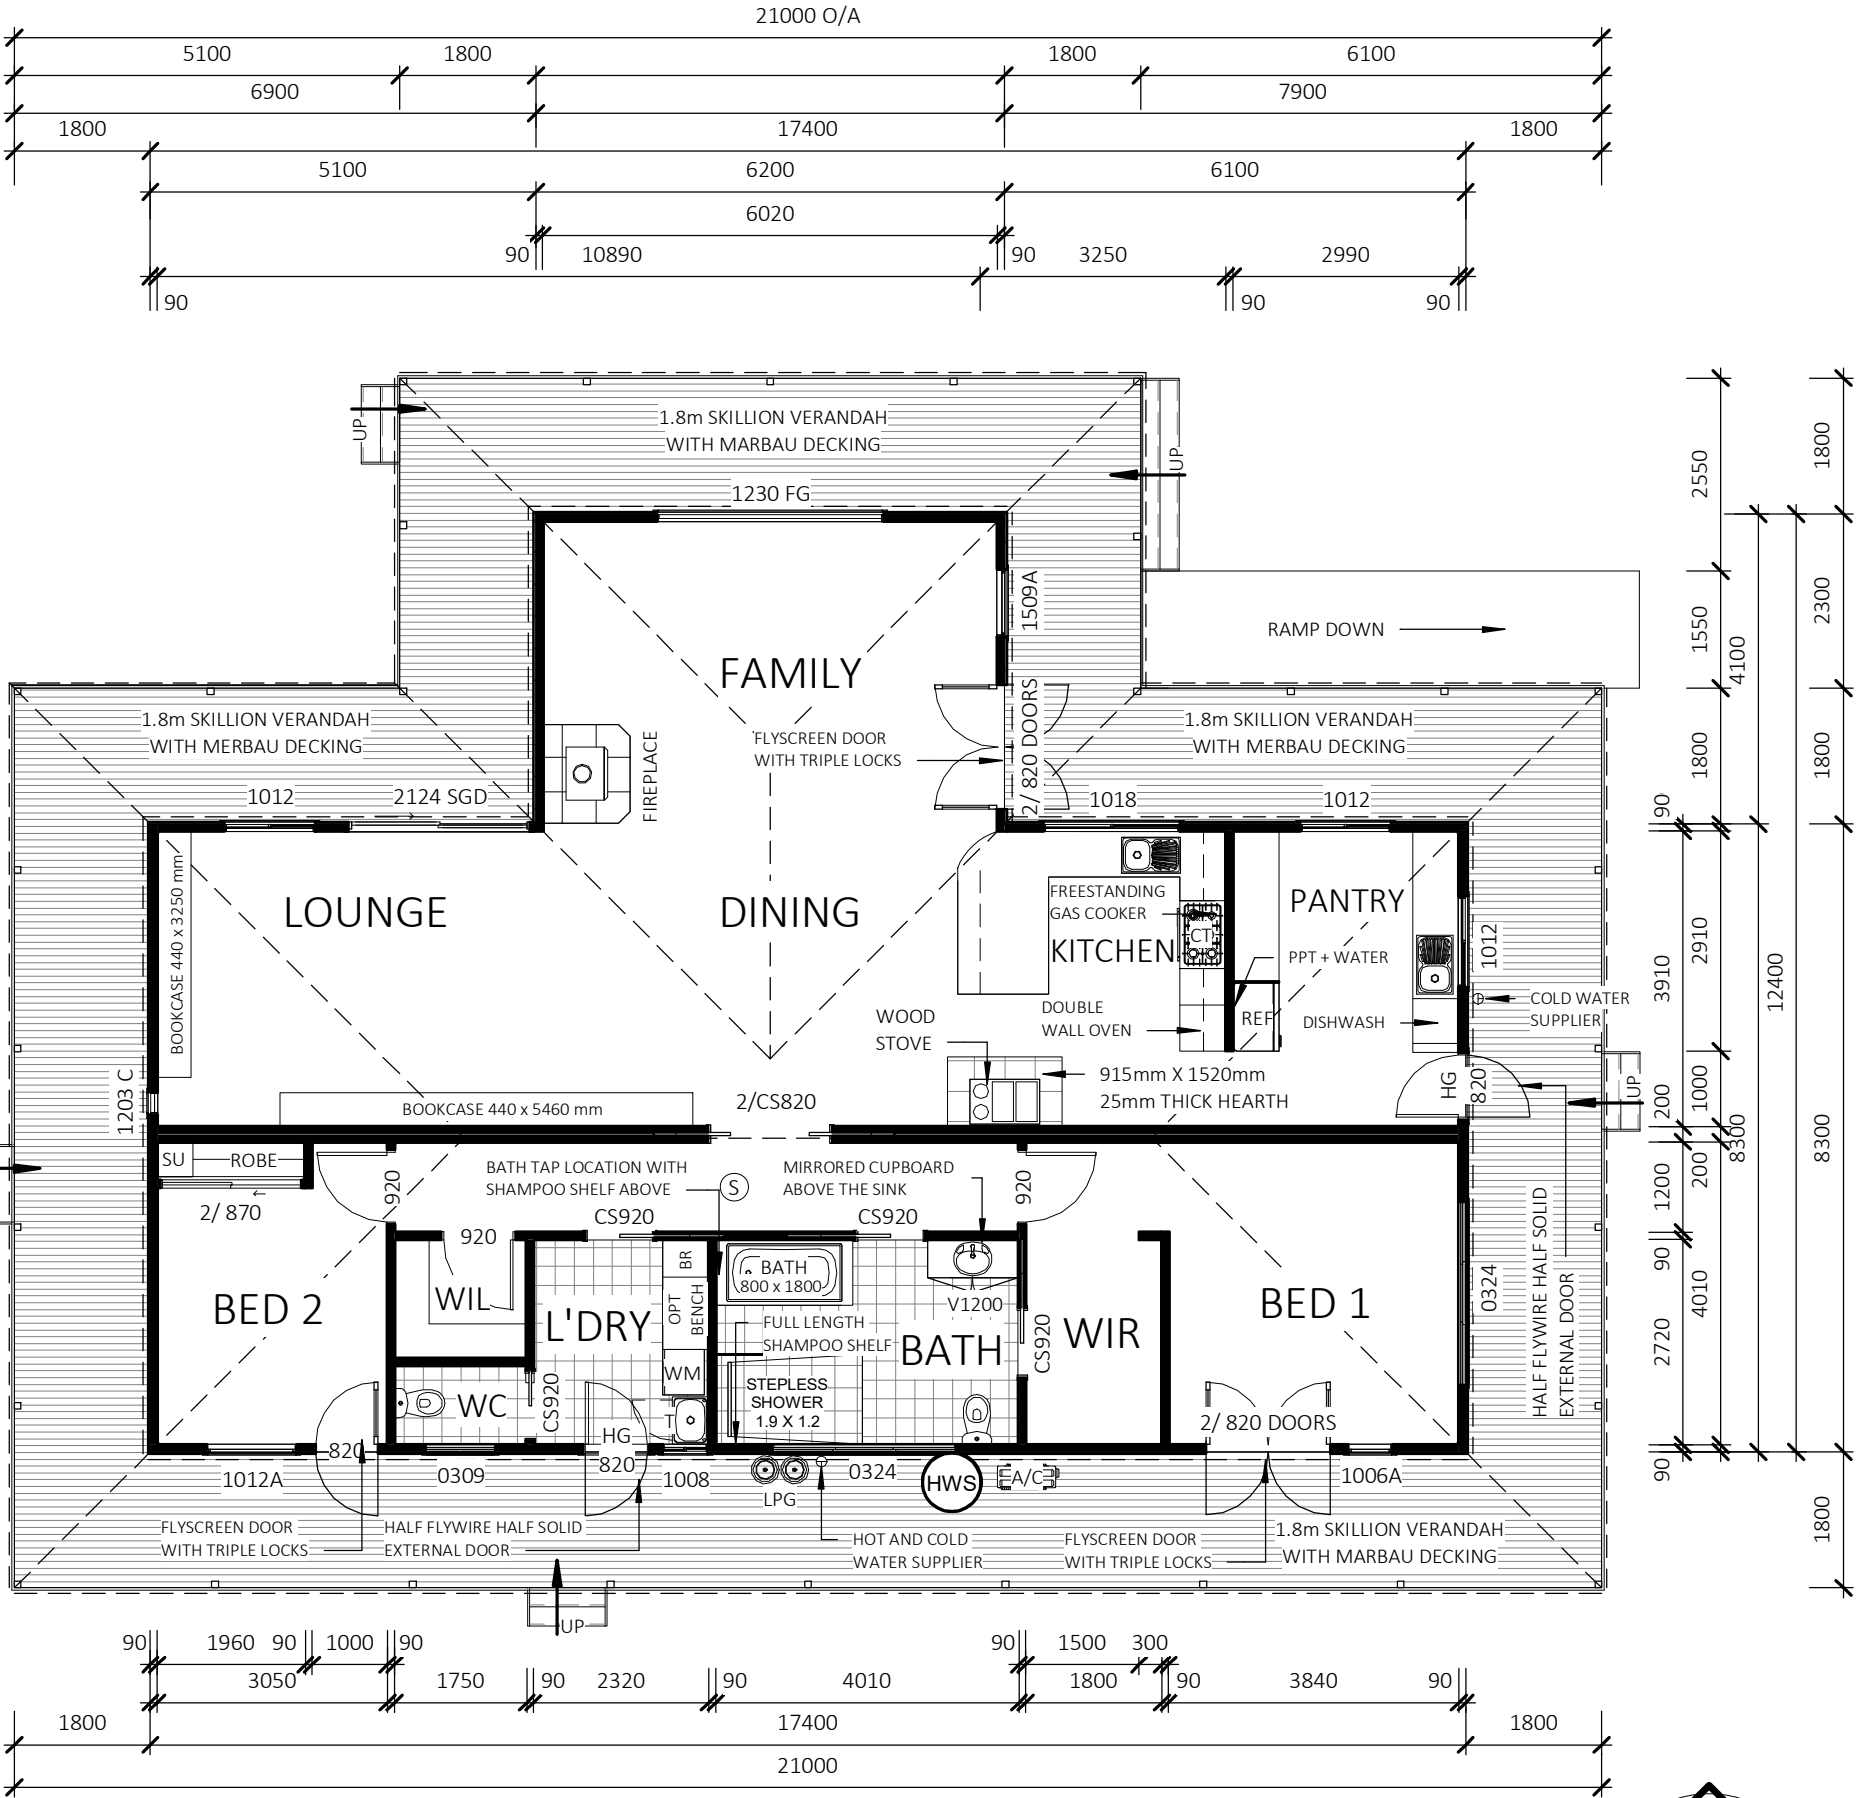 21000 O/A
5100 1800 1800 6100
6900 7900
1800 17400 1800
5100 6200 6100
6020
90 10890 90 3250 2990
90 90 90
1.8m SKILLION VERANDAH
WITH MARBAU DECKING
UP
UP
1230 FG
1509A
RAMP DOWN
FAMILY
1.8m SKILLION VERANDAH
WITH MERBAU DECKING
FIREPLACE
FLYSCREEN DOOR
WITH TRIPLE LOCKS
2/ 820 DOORS
1.8m SKILLION VERANDAH
WITH MERBAU DECKING
1012 2124 SGD
1018 1012
BOOKCASE 440 x 3250 mm
LOUNGE
DINING
FREESTANDING
GAS COOKER
CT
KITCHEN
PANTRY
1012
PPT + WATER
REF
DISHWASH
COLD WATER
SUPPLIER
WOOD
STOVE
DOUBLE
WALL OVEN
915mm X 1520mm
25mm THICK HEARTH
HG
820
UP
1203 C
BOOKCASE 440 x 5460 mm
2/CS820
SU ROBE
2/ 870
920
BATH TAP LOCATION WITH
SHAMPOO SHELF ABOVE
S
MIRRORED CUPBOARD
ABOVE THE SINK
920
CS920
CS920
920
BR
BATH
800 x 1800
OPT
BENCH
WIL
BED 2
L'DRY
V1200
FULL LENGTH
SHAMPOO SHELF
BATH
CS920
WIR
BED 1
0324
HALF FLYWIRE HALF SOLID
EXTERNAL DOOR
WM
STEPLESS
SHOWER
1.9 X 1.2
WC
CS920
T
HG
820
820
2/ 820 DOORS
1012A
0309
1008
LPG
0324
HWS
A/C
1006A
FLYSCREEN DOOR
WITH TRIPLE LOCKS
HALF FLYWIRE HALF SOLID
EXTERNAL DOOR
HOT AND COLD
WATER SUPPLIER
FLYSCREEN DOOR
WITH TRIPLE LOCKS
1.8m SKILLION VERANDAH
WITH MARBAU DECKING
UP
90 3910 200 1200 90 2720 90
2550 1550 1800 2910 1000 200 4010
4100 8300
12400
1800 2300 1800 8300 1800
90 1960 90 1000 90 90 1500 300
3050 1750 90 2320 90 4010 1800 90 3840 90
1800 17400 1800
21000